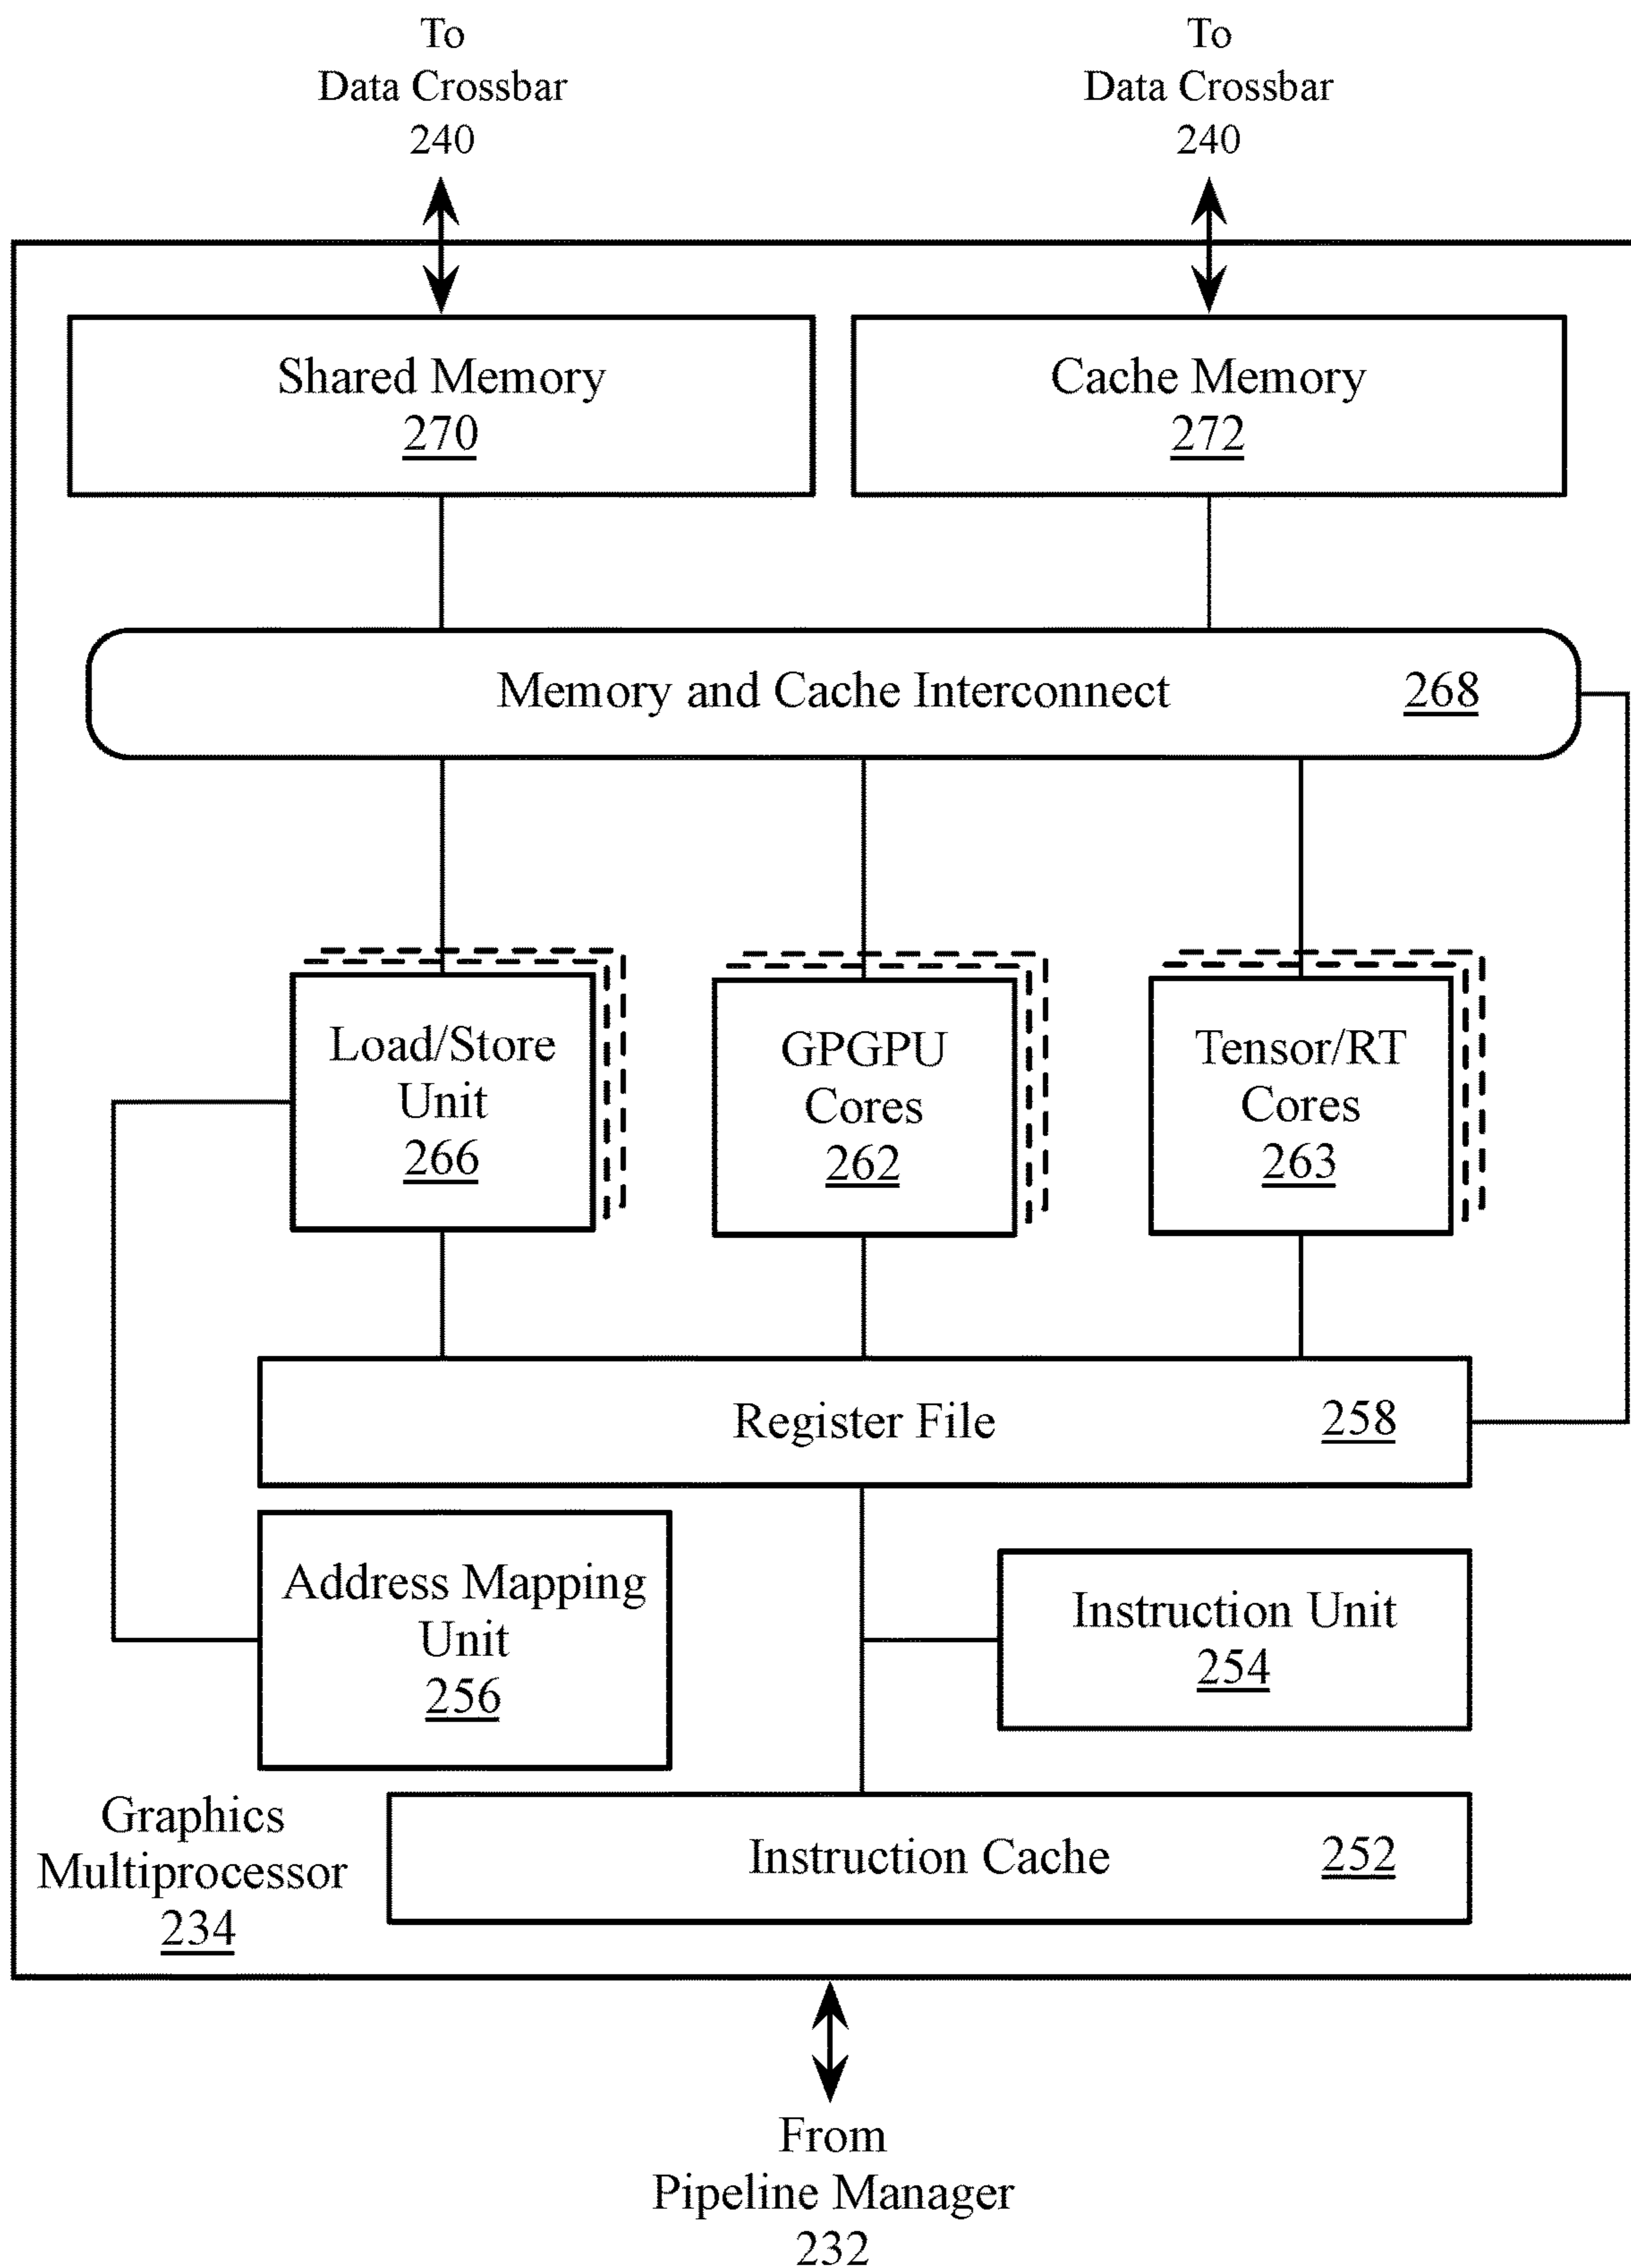 To
Data Crossbar
240
To
Data Crossbar
240
Shared Memory
270
Cache Memory
272
Memory and Cache Interconnect 268
Load/Store
Unit
266
GPGPU
Cores
262
Tensor/RT
Cores
263
Register File 258
Address Mapping
Unit
256
Instruction Unit
254
Graphics
Multiprocessor
234
Instruction Cache 252
From
Pipeline Manager
232